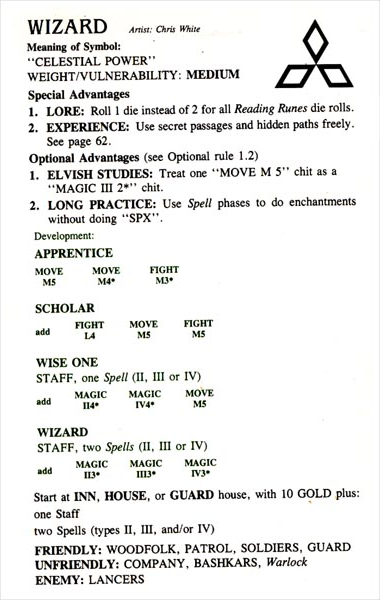 WIZARD Artist: Chris White
Meaning of Symbol:
"CELESTIAL POWER"
WEIGHT/VULNERABILITY: MEDIUM
Special Advantages
1. LORE: Roll 1 die instead of 2 for all Reading Runes die rolls.
2. EXPERIENCE: Use secret passages and hidden paths freely.
See page 62.
Optional Advantages (see Optional rule 1.2)
1. ELVISH STUDIES: Treat one "MOVE M 5" chit as a
"MAGIC III 2*" chit.
2. LONG PRACTICE: Use Spell phases to do enchantments
without doing "SPX".
Development:
APPRENTICE
MOVE MOVE FIGHT
M5 M4* M3*
SCHOLAR
FIGHT MOVE FIGHT
add L4 M5 M5
WISE ONE
STAFF, one Spell (II, III or IV)
MAGIC MAGIC MOVE
add II4* IV4* M5
WIZARD
STAFF, two Spells (II, III or IV)
MAGIC MAGIC MAGIC
add II3* III3* IV3*
Start at INN, HOUSE, or GUARD house, with 10 GOLD plus:
one Staff
two Spells (types II, III, and/or IV)
FRIENDLY: WOODFOLK, PATROL, SOLDIERS, GUARD
UNFRIENDLY: COMPANY, BASHKARS, Warlock
ENEMY: LANCERS